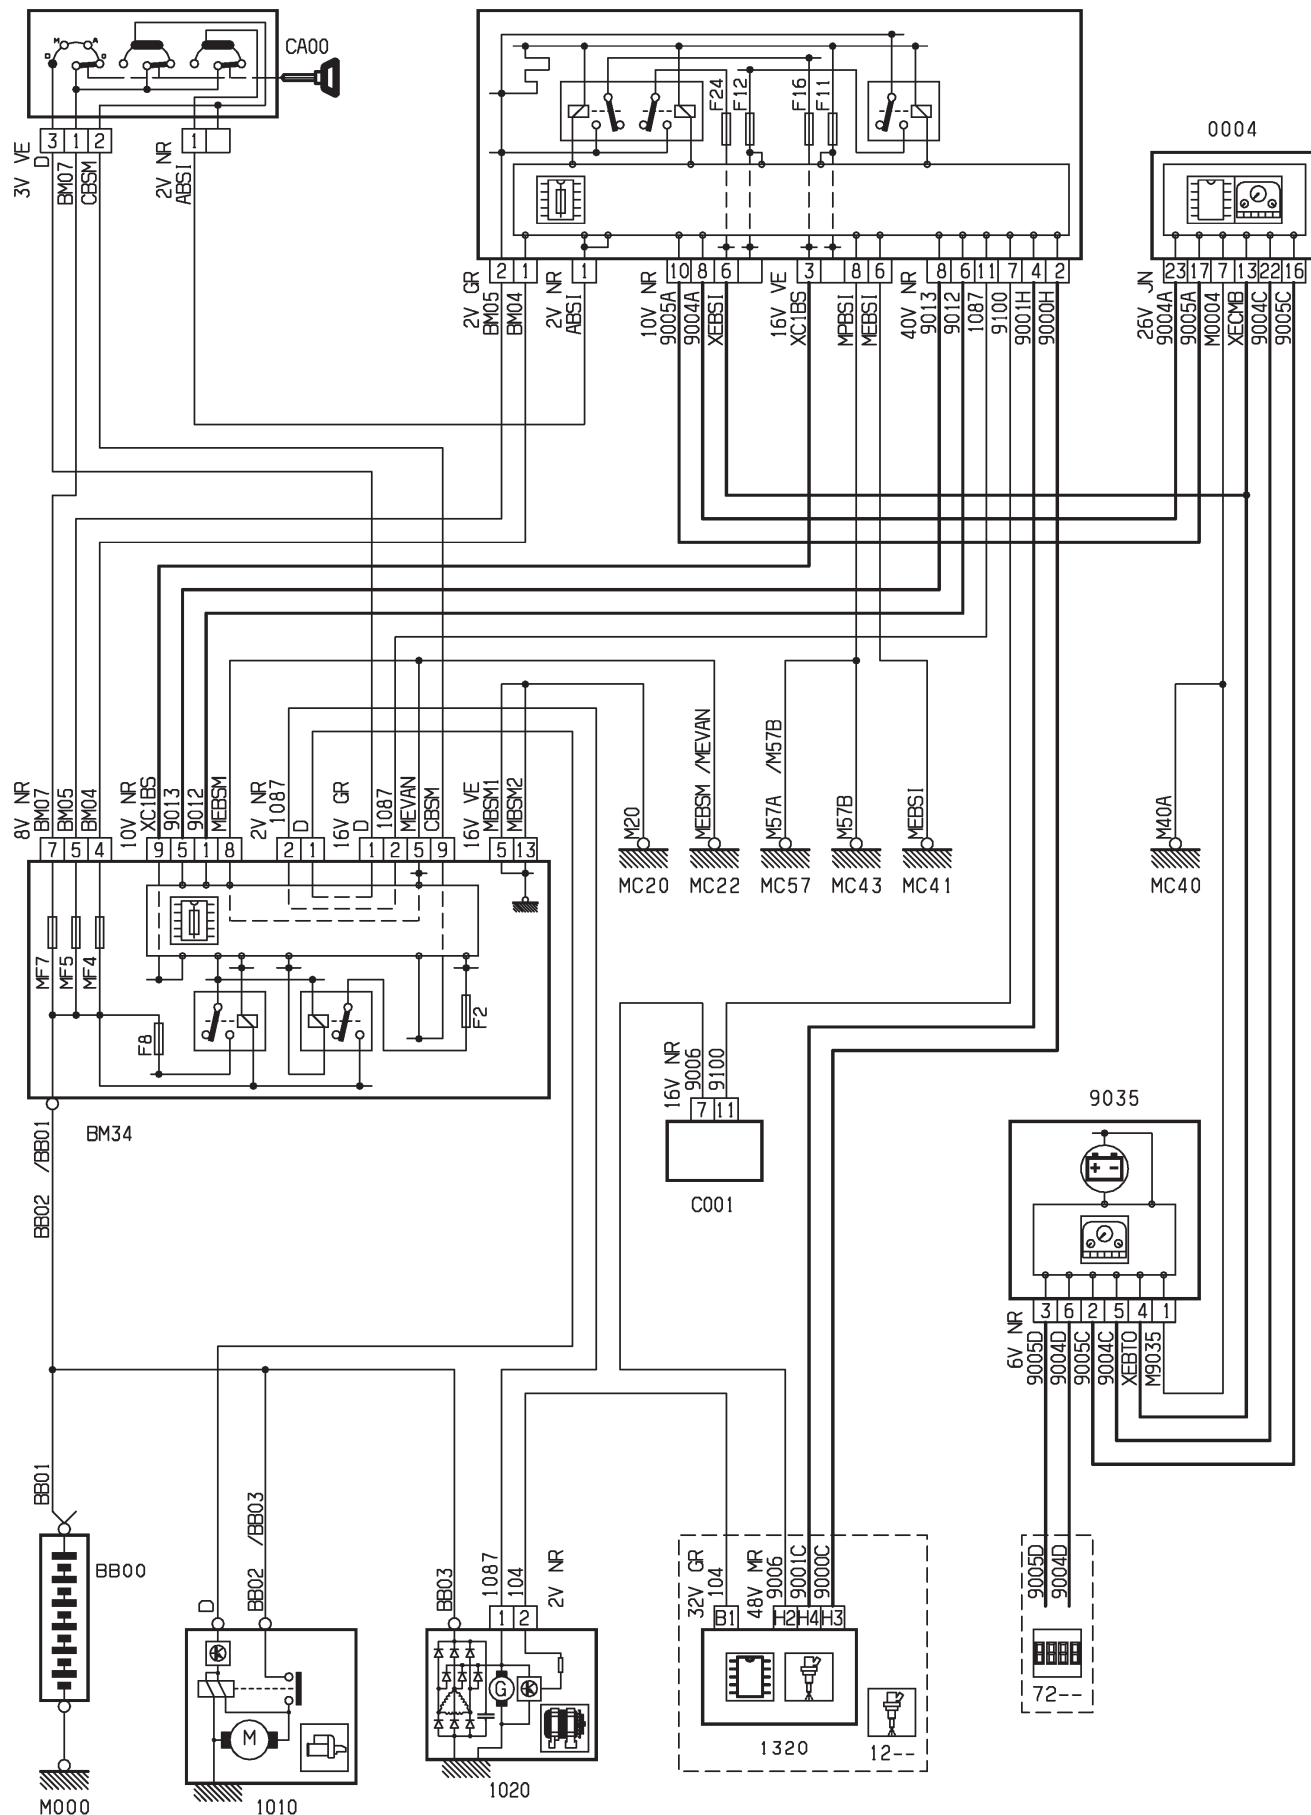 CA00
M
A
D
D
3
1
2
1
3V VE
D
BM07
CBSM
2V NR
ABSI
F24
F12
F16
F11
0004
2
1
1
10
8
6
3
8
6
8
6
11
7
4
2
23
17
7
13
22
16
2V GR
BM05
BM04
2V NR
ABSI
10V NR
9005A
9004A
XEBSI
16V VE
XC1BS
MPBSI
MEBSI
40V NR
9013
9012
1087
9100
9001H
9000H
26V JN
9004A
9005A
M0004
XECMB
9004C
9005C
8V NR
BM07
BM05
BM04
10V NR
XC1BS
9013
9012
MEBSM
2V NR
1087
D
16V GR
D
1087
MEVAN
CBSM
16V VE
MBSM1
MBSM2
M20
MEBSM /MEVAN
M57A /M57B
M57B
MEBSI
M40A
7
5
4
9
5
1
8
2
1
1
2
5
9
5
13
MC20
MC22
MC57
MC43
MC41
MC40
MF7
MF5
MF4
F8
F2
BM34
BB02 /BB01
16V NR
9006
9100
7
11
C001
9035
+ -
3
6
2
5
4
1
6V NR
9005D
9004D
9005C
9004C
XEBTO
M9035
BB01
BB00
M000
D
BB02 /BB03
M
1010
BB03
1087
104
2V NR
1
2
G
1020
32V GR
104
48V MR
9006
9001C
9000C
B1
H2
H4
H3
1320
12--
9005D
9004D
72--